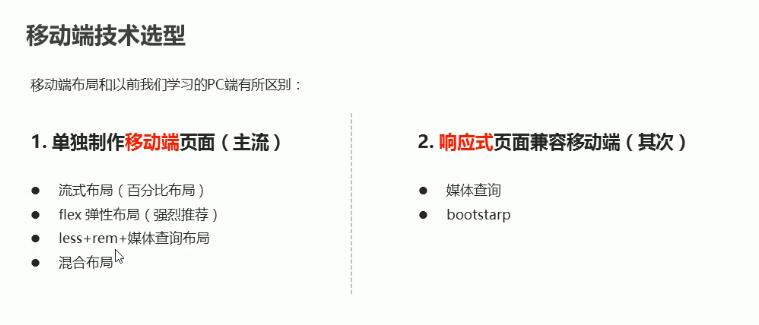 移动端技术选型
移动端布局和以前我们学习的PC端有所区别：
1. 单独制作移动端页面（主流）
● 流式布局（百分比布局）
● flex 弹性布局（强烈推荐）
● less+rem+媒体查询布局
● 混合布局
2. 响应式页面兼容移动端（其次）
● 媒体查询
● bootstarp